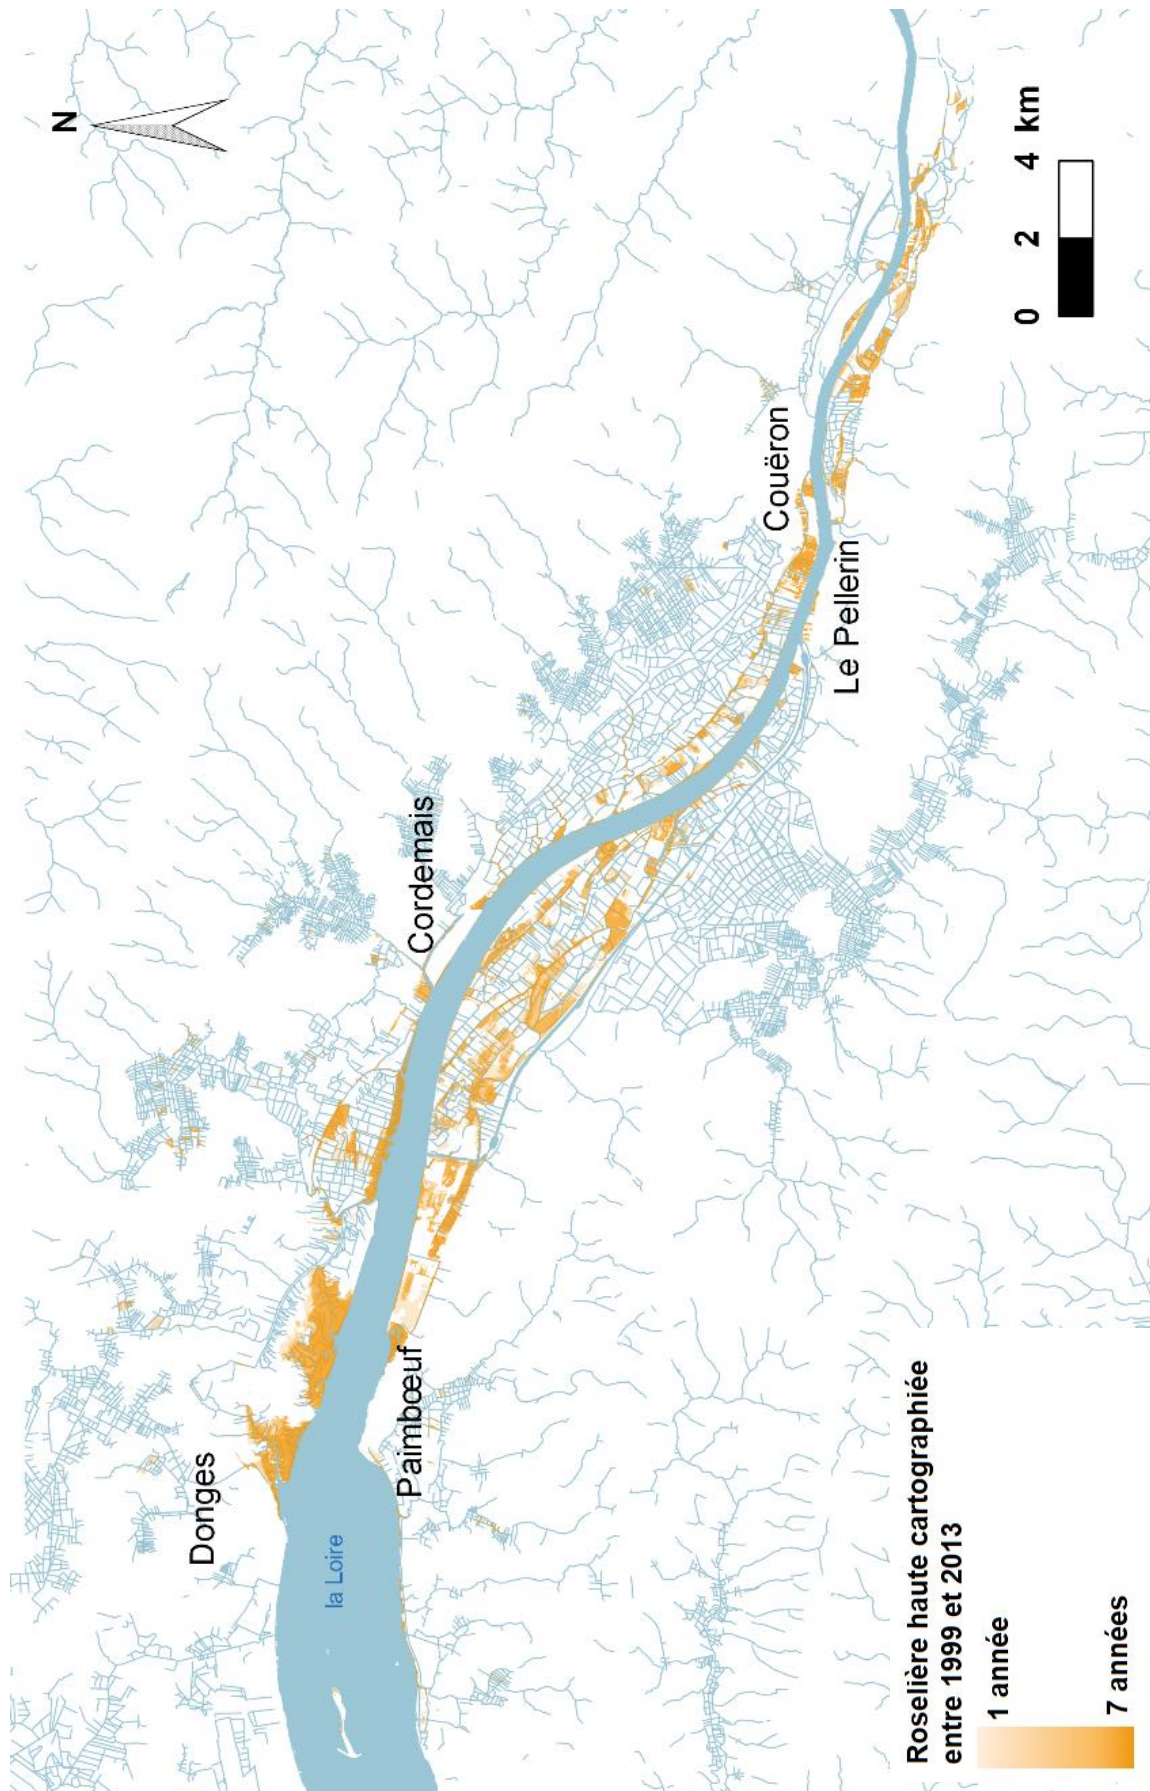 N
Donges
Cordemais
Couëron
la Loire
Paimbœuf
Le Pellerin
Roselière haute cartographiée
entre 1999 et 2013
1 année
7 années
0 2 4 km